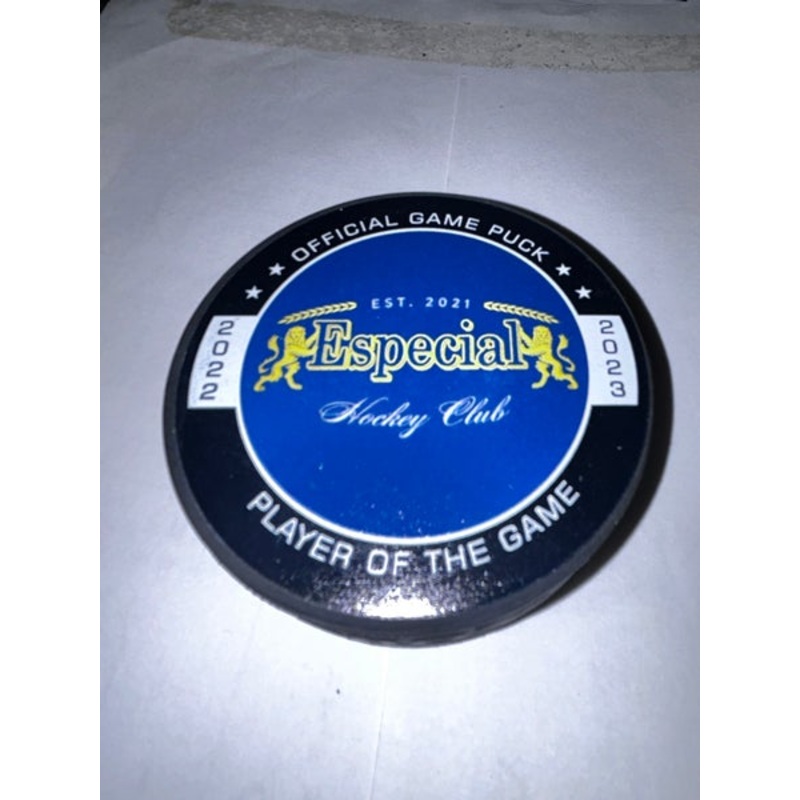 OFFICIAL GAME PUCK
EST. 2021
Especial
Hockey Club
2022
2023
PLAYER OF THE GAME